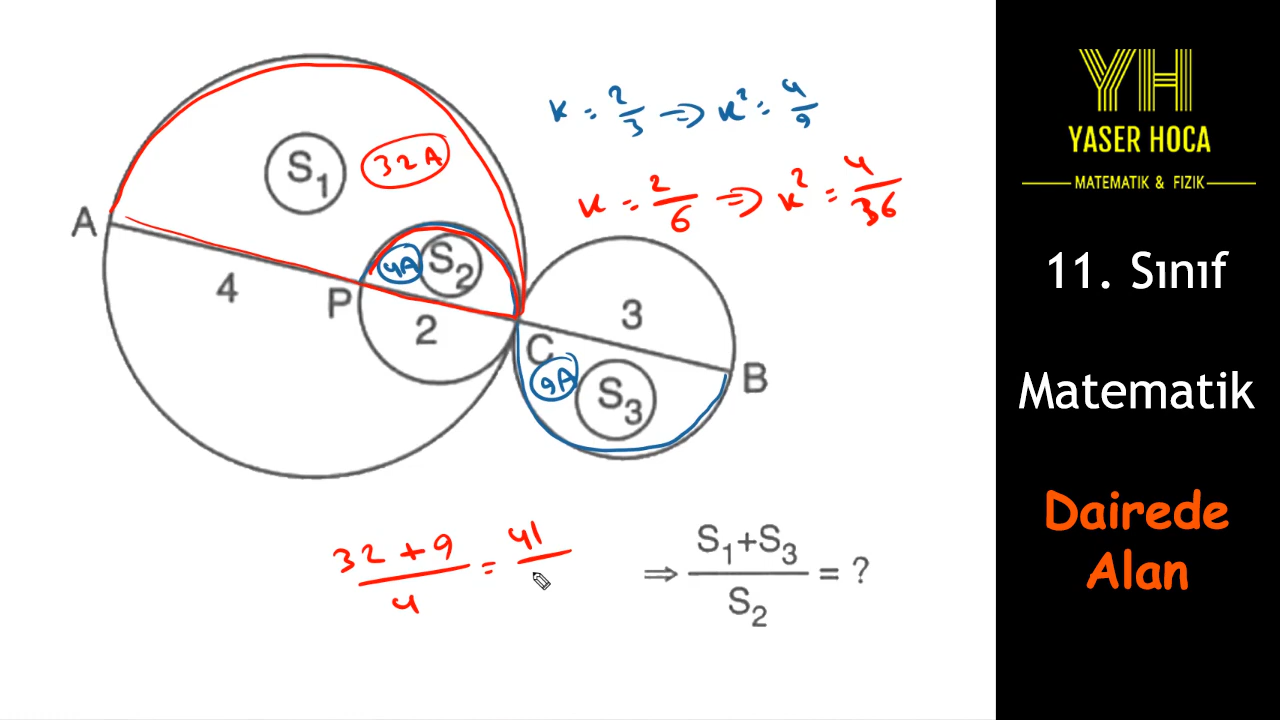 YH
YASER HOCA
MATEMATIK & FIZIK
11. Sınıf
Matematik
Dairede
Alan
k = 2/3 ⇒ k² = 4/9
k = 2/6 ⇒ k² = 4/36
S₁
32A
A
4A
S₂
4
P
2
3
C
B
9A
S₃
(32 + 9)/4 = 41/
⇒ (S₁+S₃)/S₂ = ?